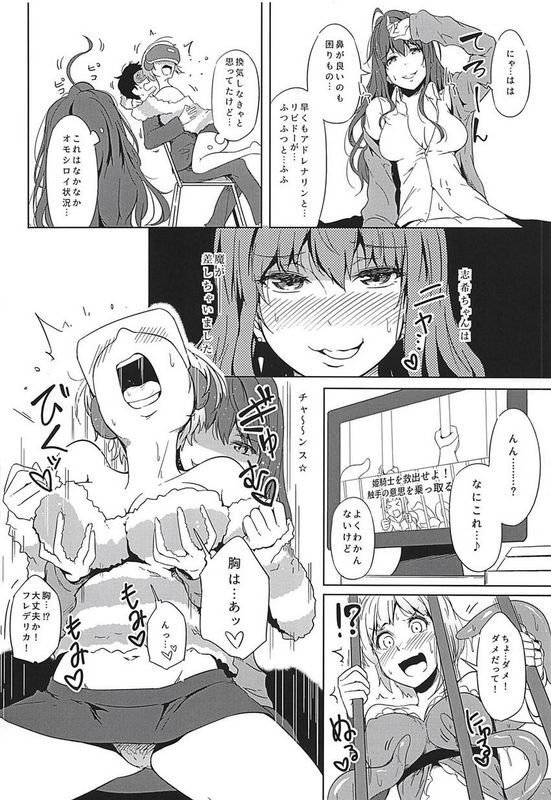 にゃ…はは
てろーん
鼻が良いのも
困りもの…
早くもアドレナリンと…
リビドーが…
ふつふつと…ふふ
換気しなきゃと
思ってたけど…
ピコ
ピコ
これはなかなか
オモシロイ状況…
志希ちゃんは
ニヤ…♡
魔が
差しちゃいました
ん…………?
なにこれ…♪
姫騎士を救出せよ!
触手の意思を乗っ取る
よくわかん
ないけど
チャ〜〜ンス☆
ぎゅっ
びくっ
胸は…あッ
んっ…♡
もみ♡
もみ♡
胸…!?
大丈夫か!
フレデリカ!
!?
ちょ…ダメ!
ダメだって!
にゅる♡
ぬる